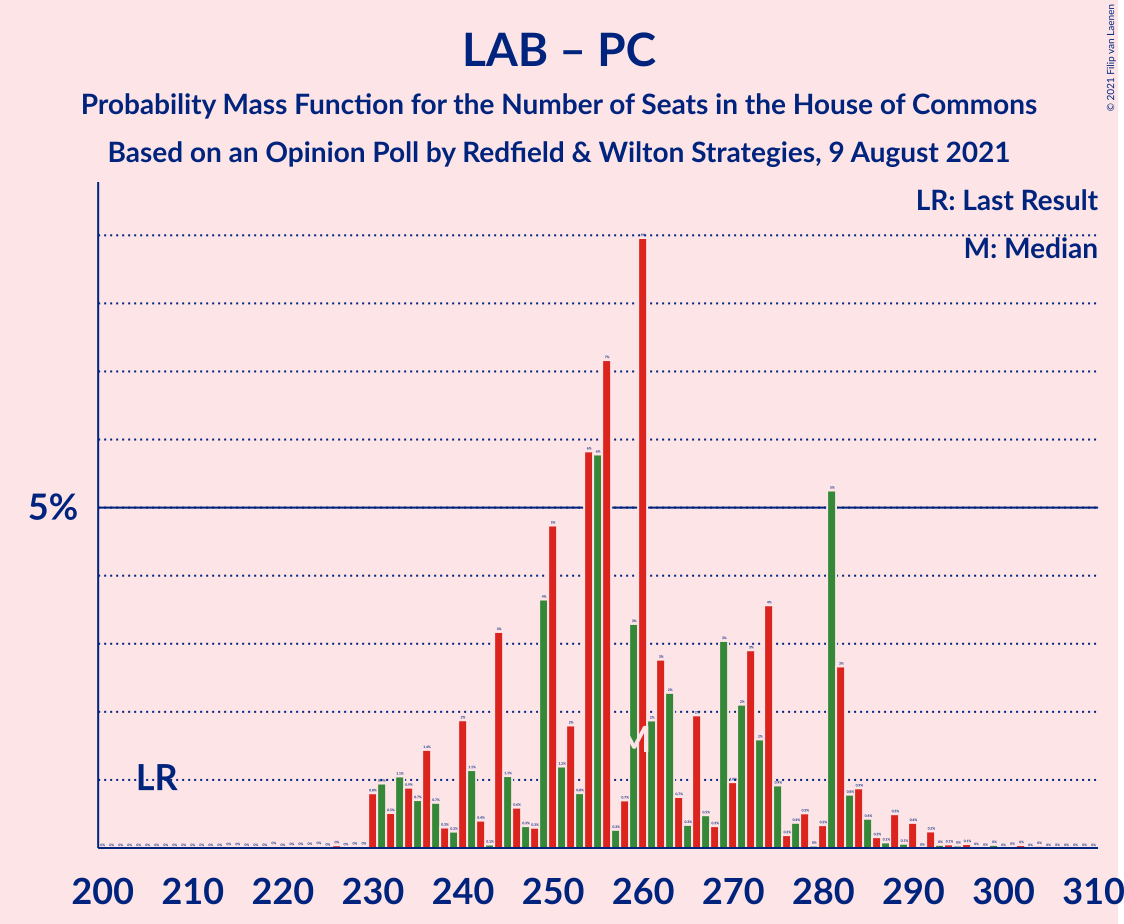 LAB – PC
Probability Mass Function for the Number of Seats in the House of Commons
Based on an Opinion Poll by Redfield & Wilton Strategies, 9 August 2021
© 2021 Filip van Laenen
LR: Last Result
M: Median
5%
LR
M
200 210 220 230 240 250 260 270 280 290 300 310